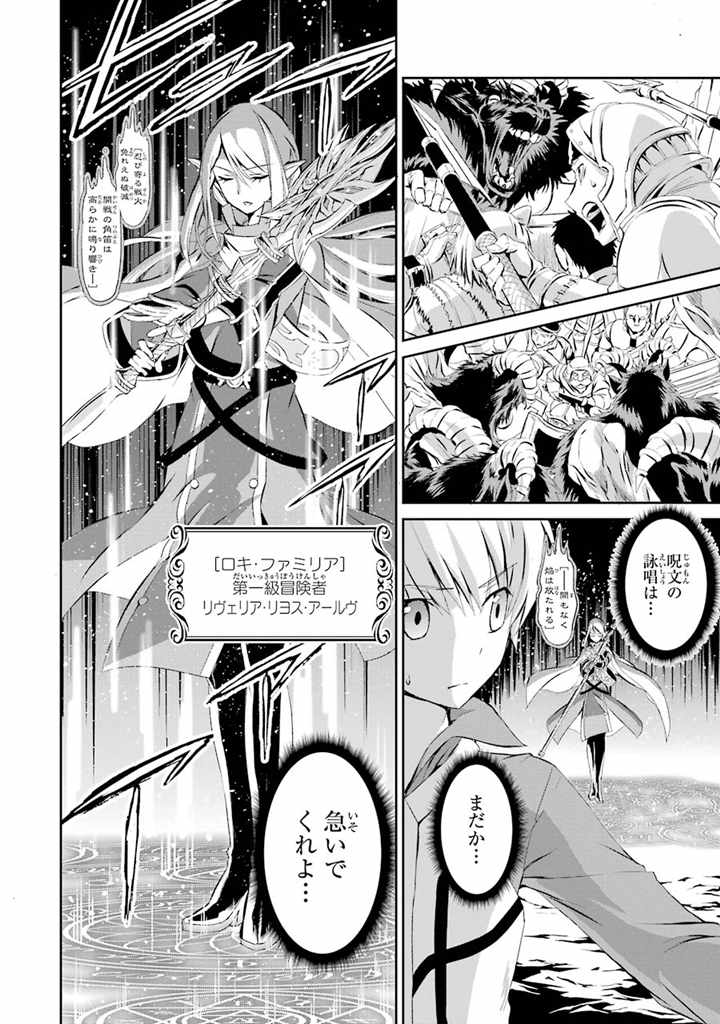 呪文の
詠唱は…
[――間もなく
焰は放たれる]
まだか…
[忍び寄る戦火
免れえぬ破滅
開戦の角笛は
高らかに鳴り響き――]
[ロキ・ファミリア]
第一級冒険者
リヴェリア・リヨス・アールヴ
急いで
くれよ…